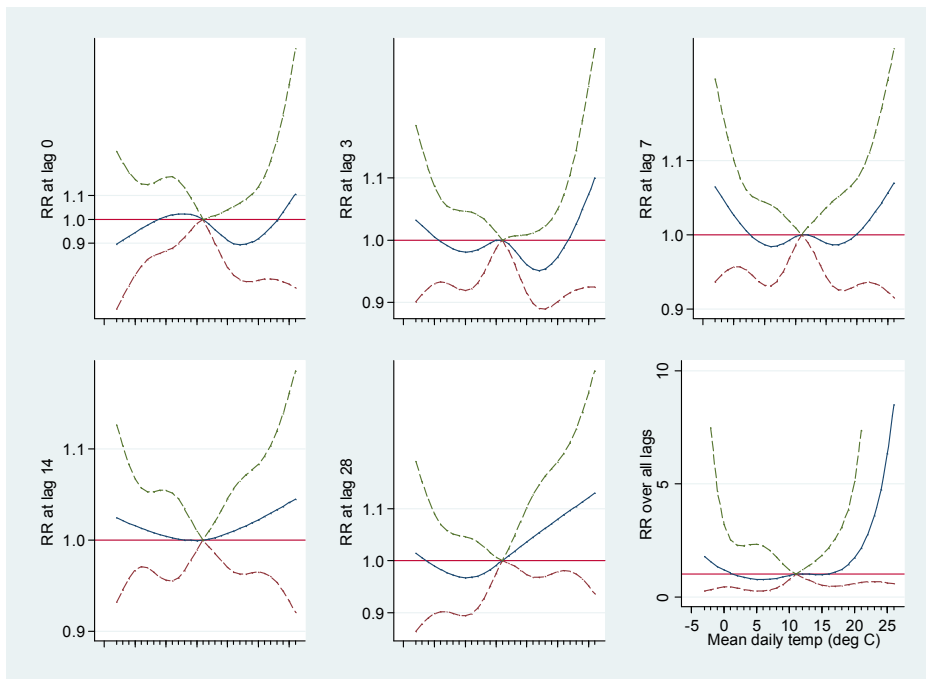 RR at lag 0
1.1
1.0
0.9
RR at lag 3
1.1
1.0
0.9
RR at lag 7
1.1
1.0
0.9
RR at lag 14
1.1
1.0
0.9
RR at lag 28
1.1
1.0
0.9
RR over all lags
10
5
0
-5 0 5 10 15 20 25
Mean daily temp (deg C)